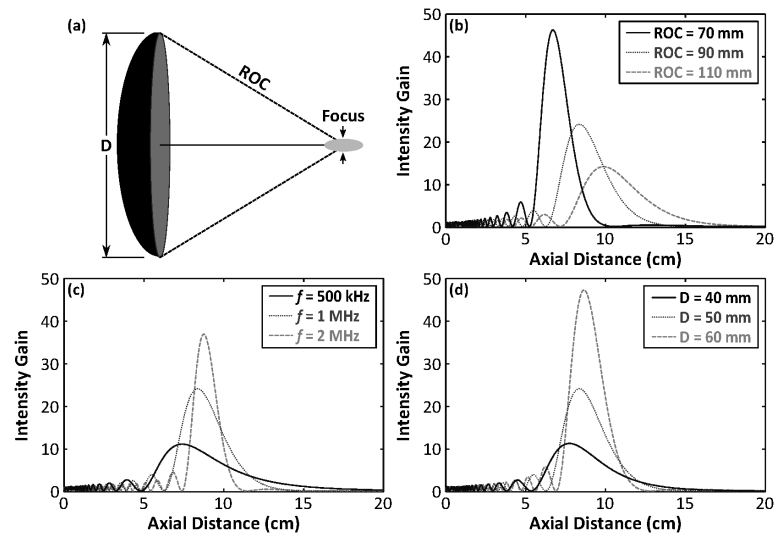 (a)
D
ROC
Focus
(b)
ROC = 70 mm
ROC = 90 mm
ROC = 110 mm
Intensity Gain
50
40
30
20
10
0
0 5 10 15 20
Axial Distance (cm)
(c)
f = 500 kHz
f = 1 MHz
f = 2 MHz
Intensity Gain
50
40
30
20
10
0
0 5 10 15 20
Axial Distance (cm)
(d)
D = 40 mm
D = 50 mm
D = 60 mm
Intensity Gain
50
40
30
20
10
0
0 5 10 15 20
Axial Distance (cm)